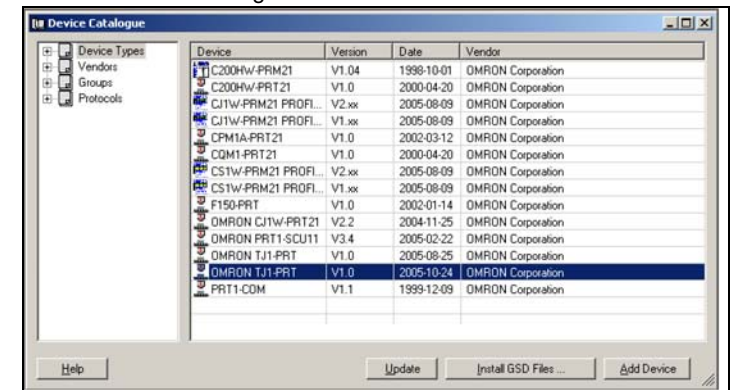 Device Catalogue
Device Types
Vendors
Groups
Protocols
Device Version Date Vendor
C200HW-PRM21 V1.04 1998-10-01 OMRON Corporation
C200HW-PRT21 V1.0 2000-04-20 OMRON Corporation
CJ1W-PRM21 PROFI... V2.xx 2005-08-09 OMRON Corporation
CJ1W-PRM21 PROFI... V1.xx 2005-08-09 OMRON Corporation
CPM1A-PRT21 V1.0 2002-03-12 OMRON Corporation
CQM1-PRT21 V1.0 2000-04-20 OMRON Corporation
CS1W-PRM21 PROFI... V2.xx 2005-08-09 OMRON Corporation
CS1W-PRM21 PROFI... V1.xx 2005-08-09 OMRON Corporation
F150-PRT V1.0 2002-01-14 OMRON Corporation
OMRON CJ1W-PRT21 V2.2 2004-11-25 OMRON Corporation
OMRON PRT1-SCU11 V3.4 2005-02-22 OMRON Corporation
OMRON TJ1-PRT V1.0 2005-08-25 OMRON Corporation
OMRON TJ1-PRT V1.0 2005-10-24 OMRON Corporation
PRT1-COM V1.1 1999-12-09 OMRON Corporation
Help Update Install GSD Files ... Add Device